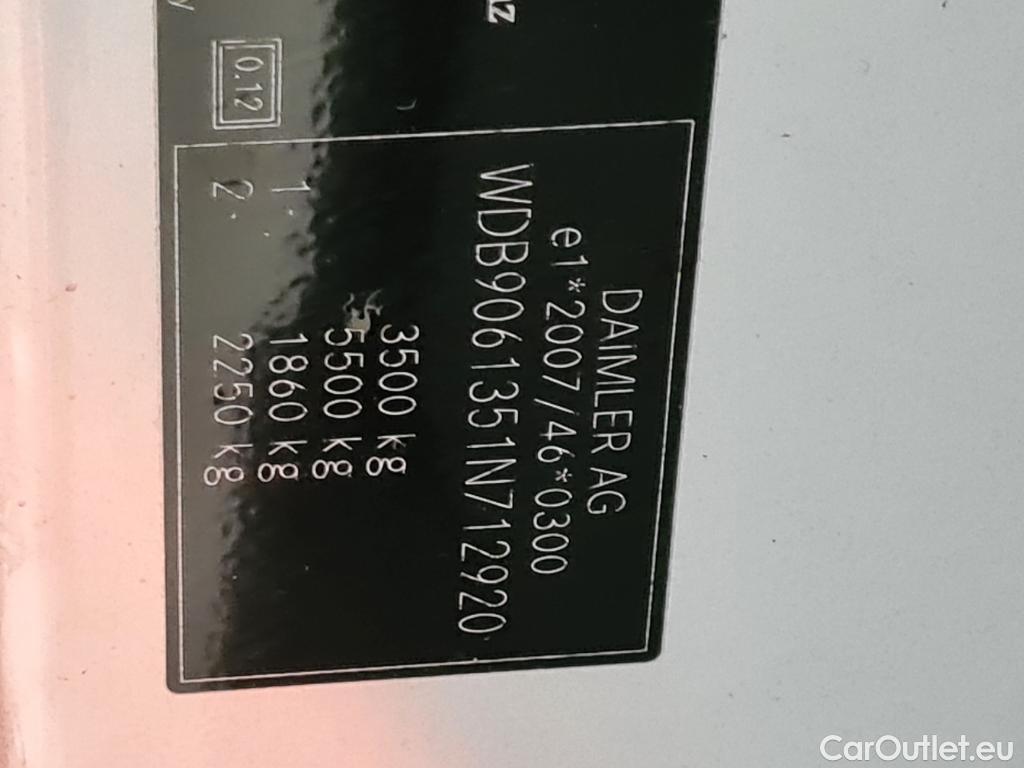 DAIMLER AG
e1*2007/46*0300
WDB9061351N712920
3500 kg
5500 kg
1- 1860 kg
2- 2250 kg
0.12
CarOutlet.eu